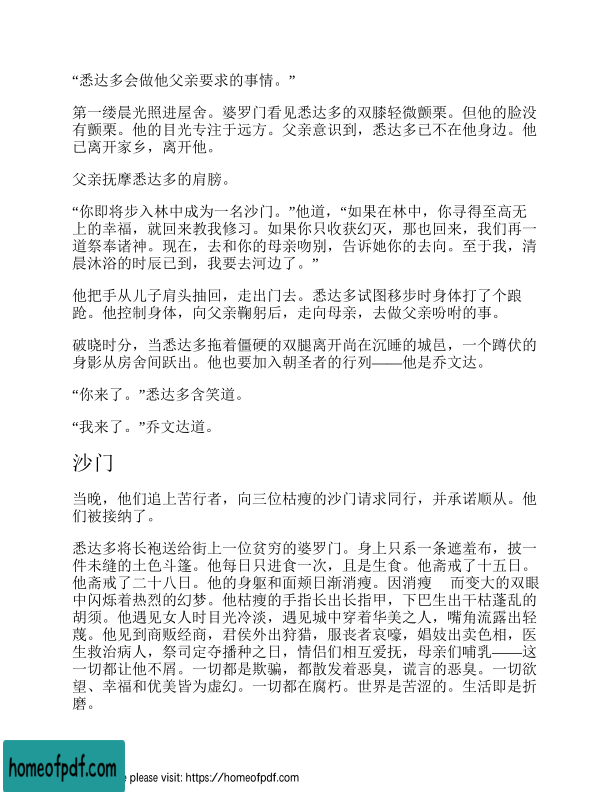 “悉达多会做他父亲要求的事情。”
第一缕晨光照进屋舍。婆罗门看见悉达多的双膝轻微颤栗。但他的脸没
有颤栗。他的目光专注于远方。父亲意识到，悉达多已不在他身边。他
已离开家乡，离开他。
父亲抚摩悉达多的肩膀。
“你即将步入林中成为一名沙门。”他道，“如果在林中，你寻得至高无
上的幸福，就回来教我修习。如果你只收获幻灭，那也回来，我们再一
道祭奉诸神。现在，去和你的母亲吻别，告诉她你的去向。至于我，清
晨沐浴的时辰已到，我要去河边了。”
他把手从儿子肩头抽回，走出门去。悉达多试图移步时身体打了个踉
跄。他控制身体，向父亲鞠躬后，走向母亲，去做父亲吩咐的事。
破晓时分，当悉达多拖着僵硬的双腿离开尚在沉睡的城邑，一个蹲伏的
身影从房舍间跃出。他也要加入朝圣者的行列——他是乔文达。
“你来了。”悉达多含笑道。
“我来了。”乔文达道。
沙门
当晚，他们追上苦行者，向三位枯瘦的沙门请求同行，并承诺顺从。他
们被接纳了。
悉达多将长袍送给街上一位贫穷的婆罗门。身上只系一条遮羞布，披一
件未缝的土色斗篷。他每日只进食一次，且是生食。他斋戒了十五日。
他斋戒了二十八日。他的身躯和面颊日渐消瘦。因消瘦 而变大的双眼
中闪烁着热烈的幻梦。他枯瘦的手指长出长指甲，下巴生出干枯蓬乱的
胡须。他遇见女人时目光冷淡，遇见城中穿着华美之人，嘴角流露出轻
蔑。他见到商贩经商，君侯外出狩猎，服丧者哀嚎，娼妓出卖色相，医
生救治病人，祭司定夺播种之日，情侣们相互爱抚，母亲们哺乳——这
一切都让他不屑。一切都是欺骗，都散发着恶臭，谎言的恶臭。一切欲
望、幸福和优美皆为虚幻。一切都在腐朽。世界是苦涩的。生活即是折
磨。
homeofpdf.com
e please visit: https://homeofpdf.com